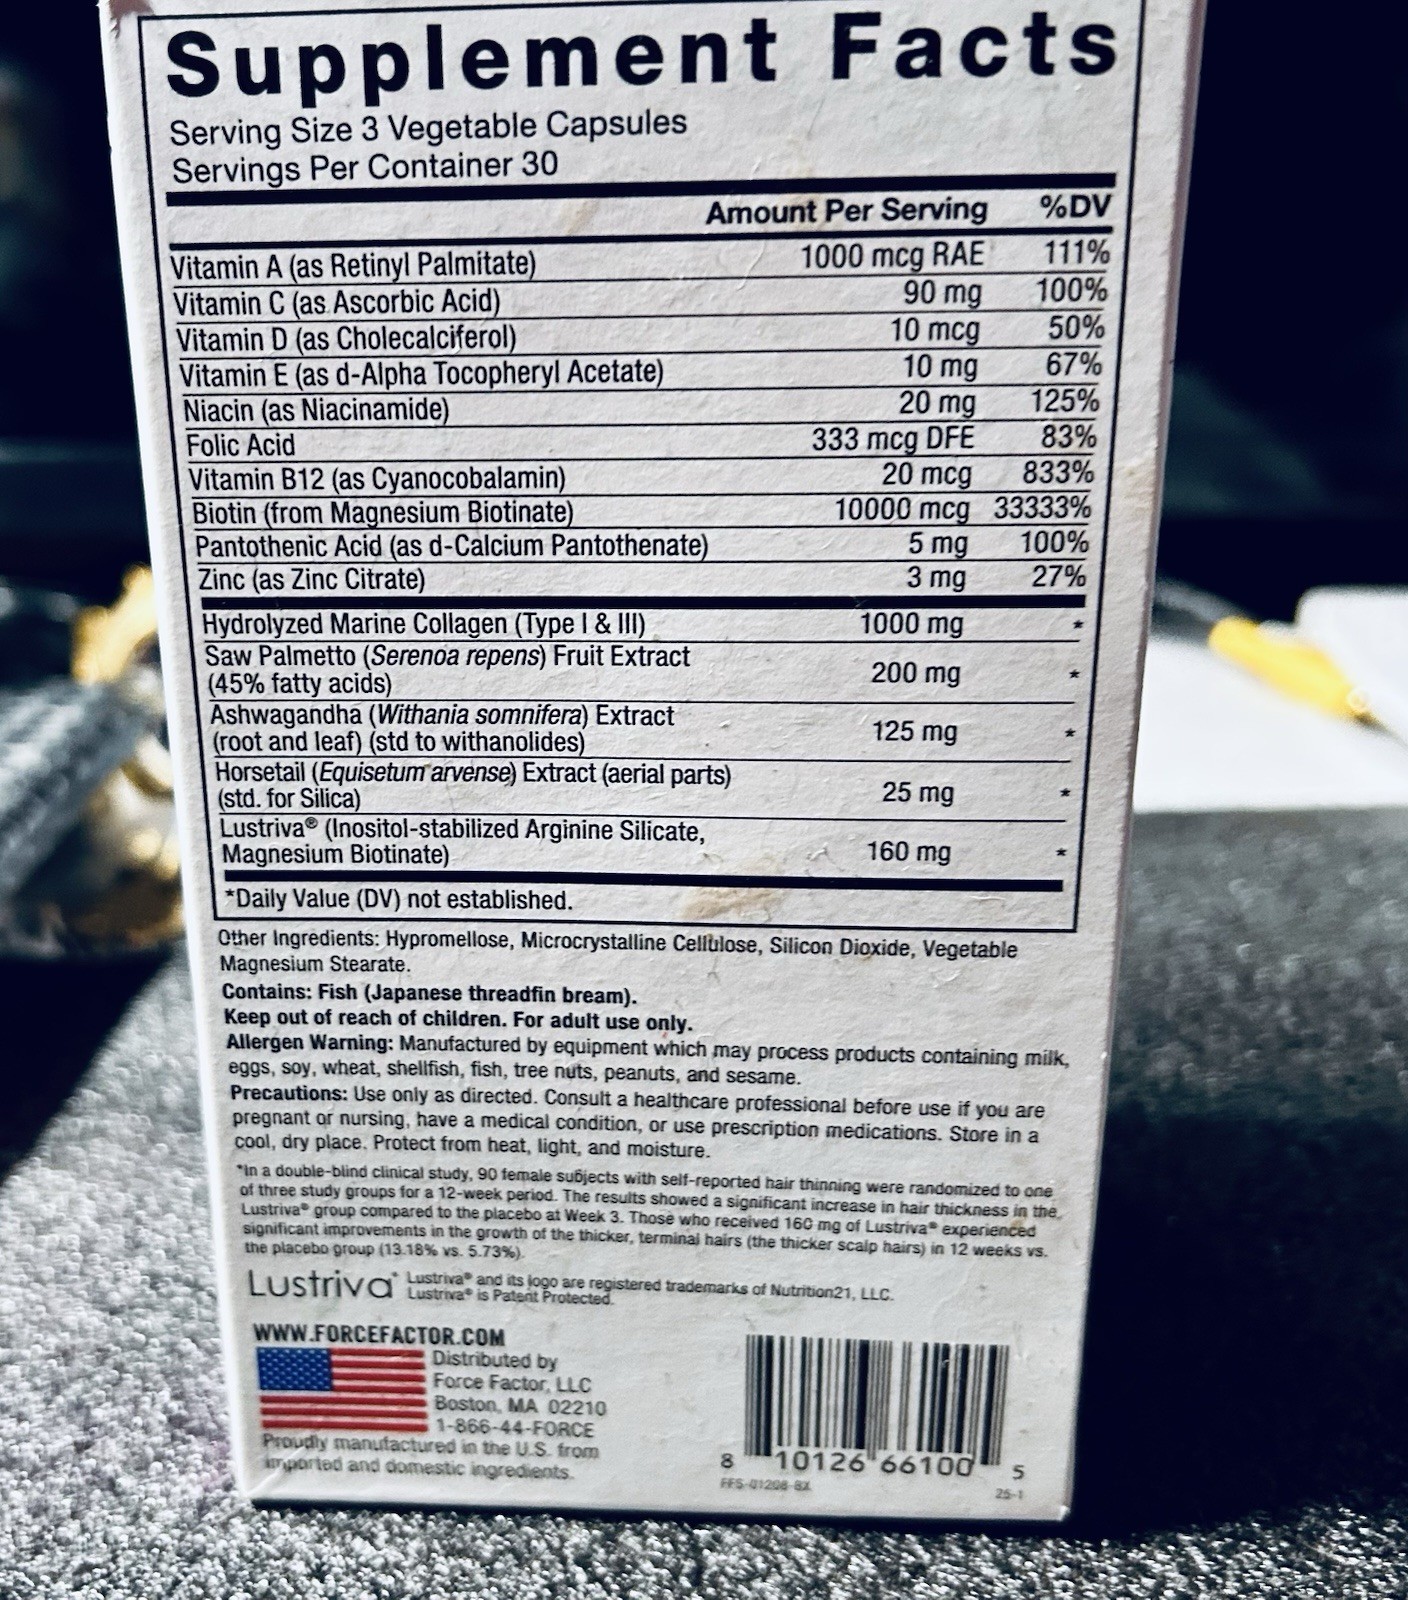 Supplement Facts
Serving Size 3 Vegetable Capsules
Servings Per Container 30
Amount Per Serving %DV
Vitamin A (as Retinyl Palmitate) 1000 mcg RAE 111%
Vitamin C (as Ascorbic Acid) 90 mg 100%
Vitamin D (as Cholecalciferol) 10 mcg 50%
Vitamin E (as d-Alpha Tocopheryl Acetate) 10 mg 67%
Niacin (as Niacinamide) 20 mg 125%
Folic Acid 333 mcg DFE 83%
Vitamin B12 (as Cyanocobalamin) 20 mcg 833%
Biotin (from Magnesium Biotinate) 10000 mcg 33333%
Pantothenic Acid (as d-Calcium Pantothenate) 5 mg 100%
Zinc (as Zinc Citrate) 3 mg 27%
Hydrolyzed Marine Collagen (Type I & III) 1000 mg *
Saw Palmetto (Serenoa repens) Fruit Extract
(45% fatty acids) 200 mg *
Ashwagandha (Withania somnifera) Extract
(root and leaf) (std to withanolides) 125 mg *
Horsetail (Equisetum arvense) Extract (aerial parts)
(std. for Silica) 25 mg *
Lustriva® (Inositol-stabilized Arginine Silicate,
Magnesium Biotinate) 160 mg *
*Daily Value (DV) not established.
Other Ingredients: Hypromellose, Microcrystalline Cellulose, Silicon Dioxide, Vegetable
Magnesium Stearate.
Contains: Fish (Japanese threadfin bream).
Keep out of reach of children. For adult use only.
Allergen Warning: Manufactured by equipment which may process products containing milk,
eggs, soy, wheat, shellfish, fish, tree nuts, peanuts, and sesame.
Precautions: Use only as directed. Consult a healthcare professional before use if you are
pregnant or nursing, have a medical condition, or use prescription medications. Store in a
cool, dry place. Protect from heat, light, and moisture.
*In a double-blind clinical study, 90 female subjects with self-reported hair thinning were randomized to one
of three study groups for a 12-week period. The results showed a significant increase in hair thickness in the
Lustriva® group compared to the placebo at Week 3. Those who received 160 mg of Lustriva® experienced
significant improvements in the growth of the thicker, terminal hairs (the thicker scalp hairs) in 12 weeks vs.
the placebo group (13.18% vs. 5.73%).
Lustriva® Lustriva® and its logo are registered trademarks of Nutrition21, LLC.
Lustriva® is Patent Protected.
WWW.FORCEFACTOR.COM
Distributed by
Force Factor, LLC
Boston, MA 02210
1-866-44-FORCE
Proudly manufactured in the U.S. from
imported and domestic ingredients.
8 10126 66100 5
FFS-01208-BX
25-1